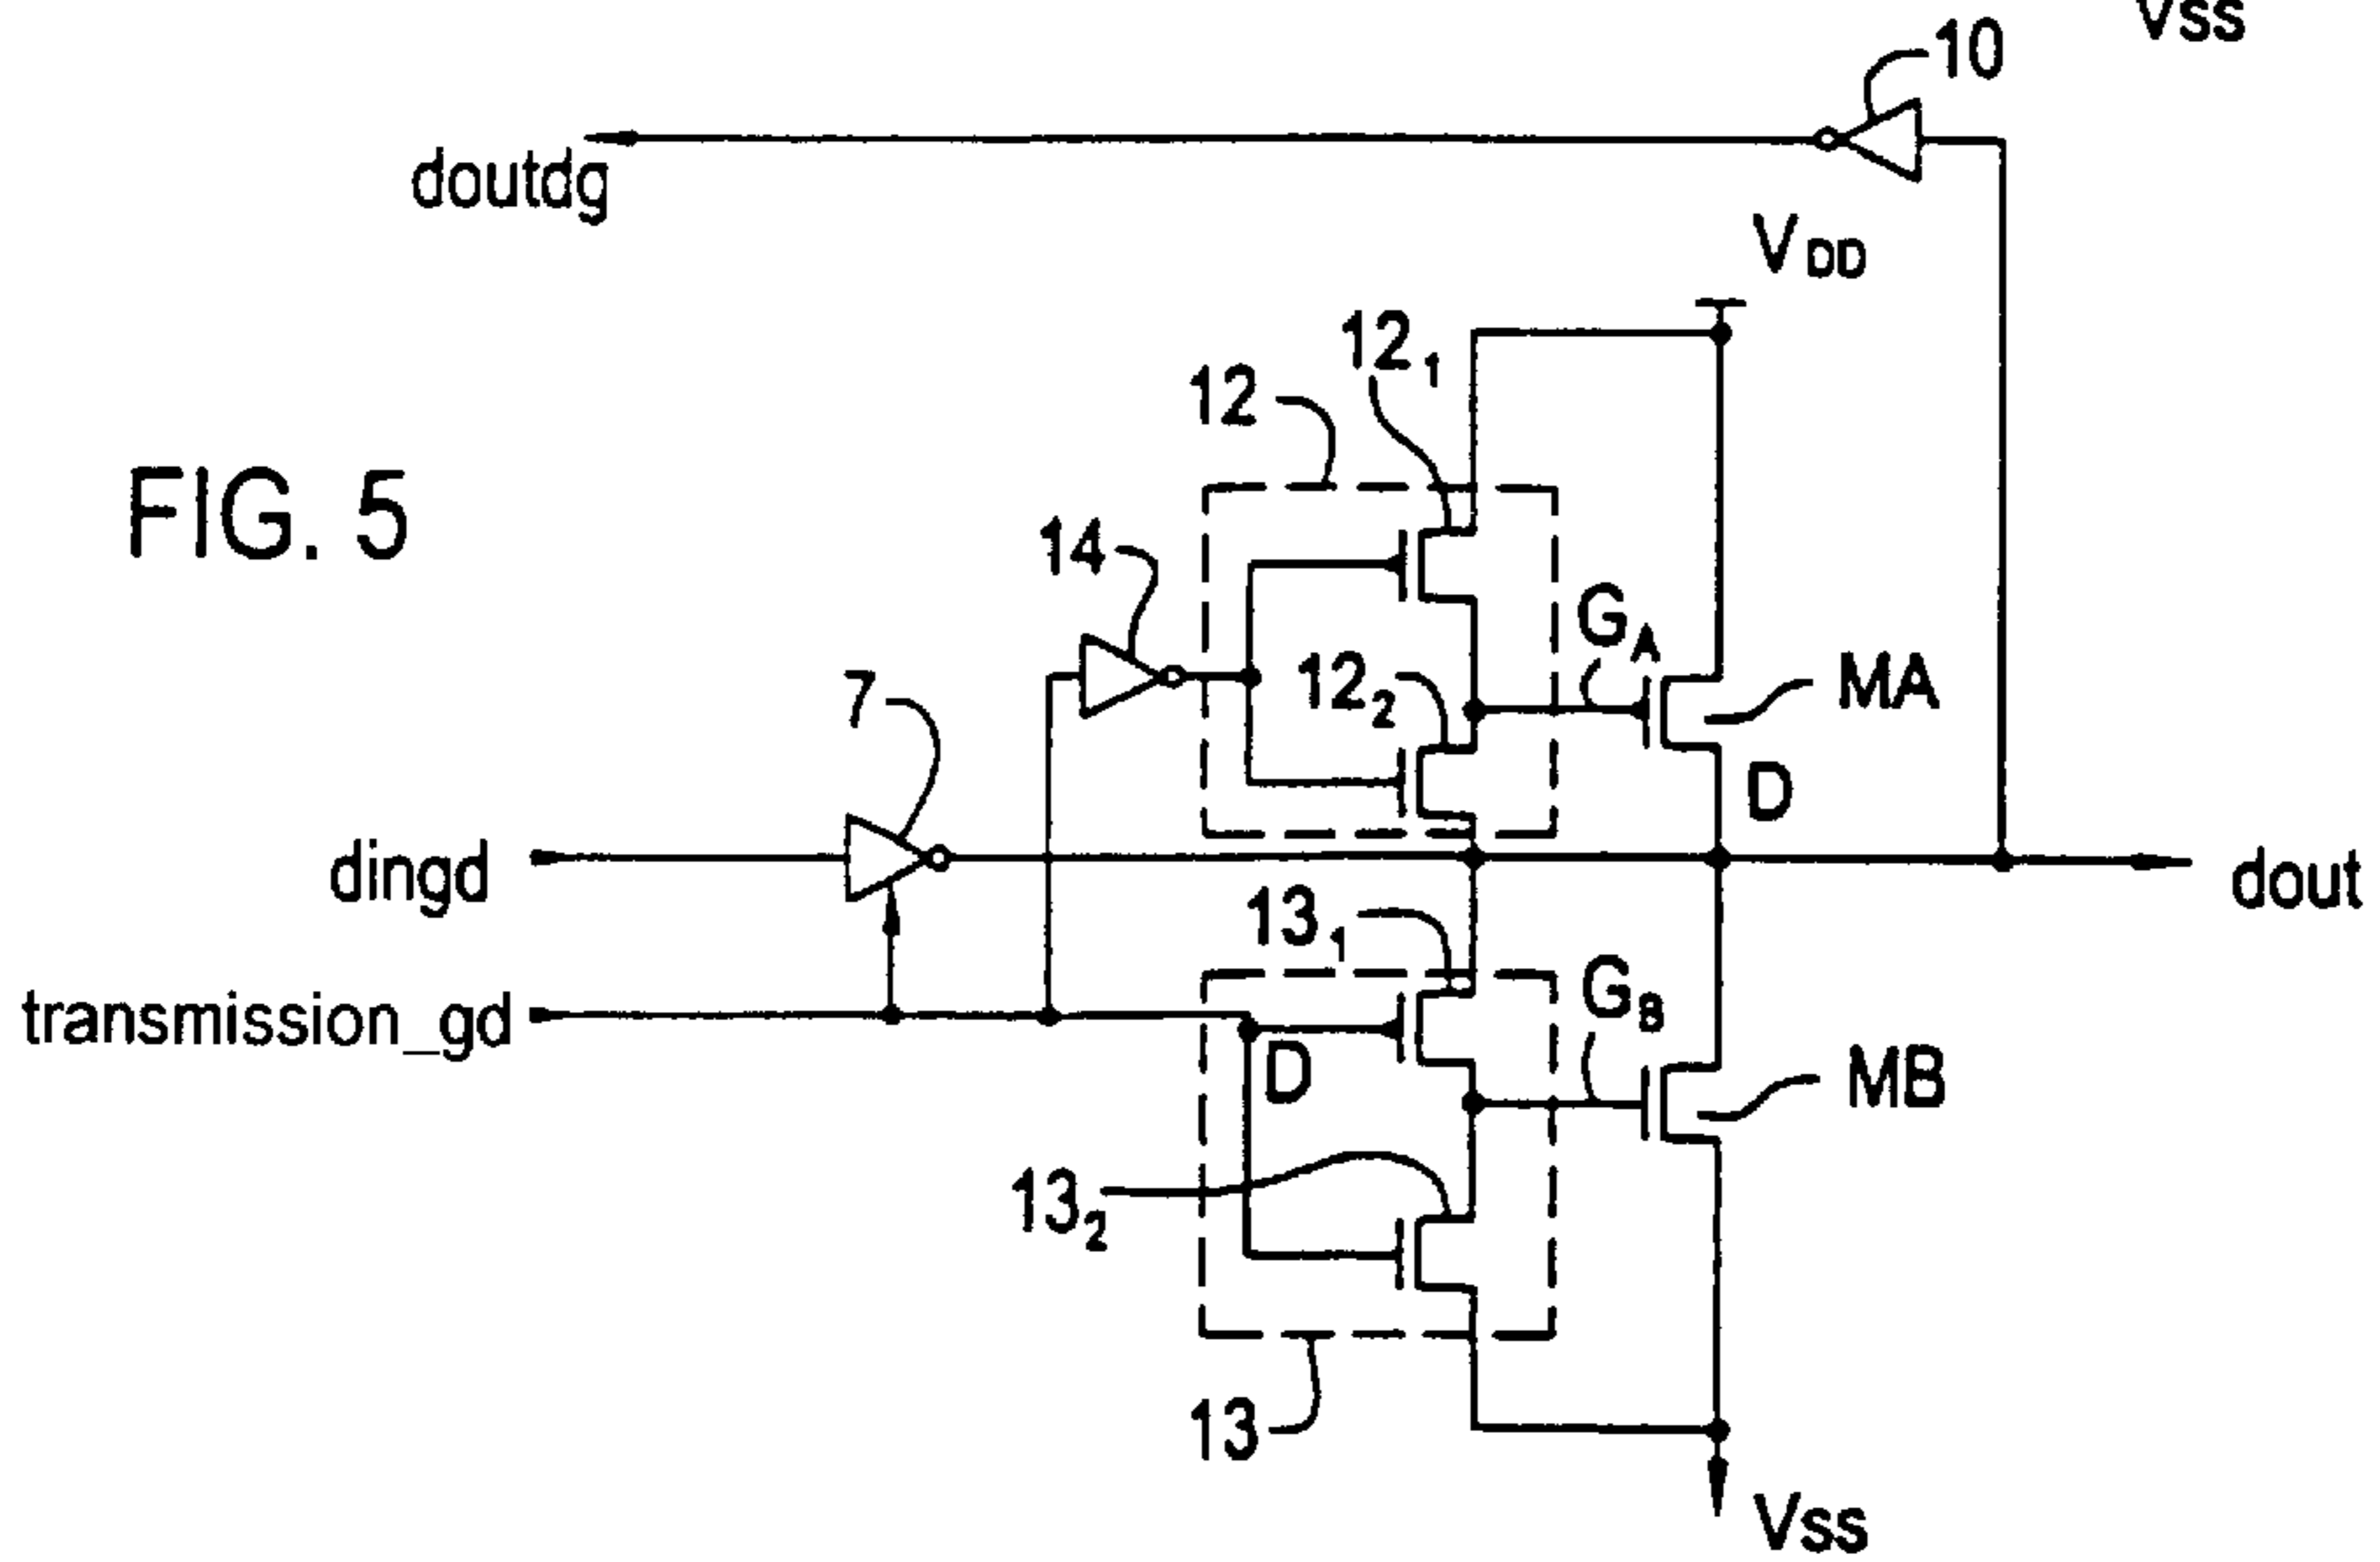 Vss
10
doutdg
VDD
12₁
12
FIG. 5
14
GA
12₂
MA
7
D
dingd
dout
13₁
GB
transmission_gd
D
MB
13₂
13
Vss